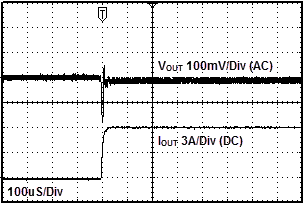 T
VOUT 100mV/Div (AC)
IOUT 3A/Div (DC)
100uS/Div